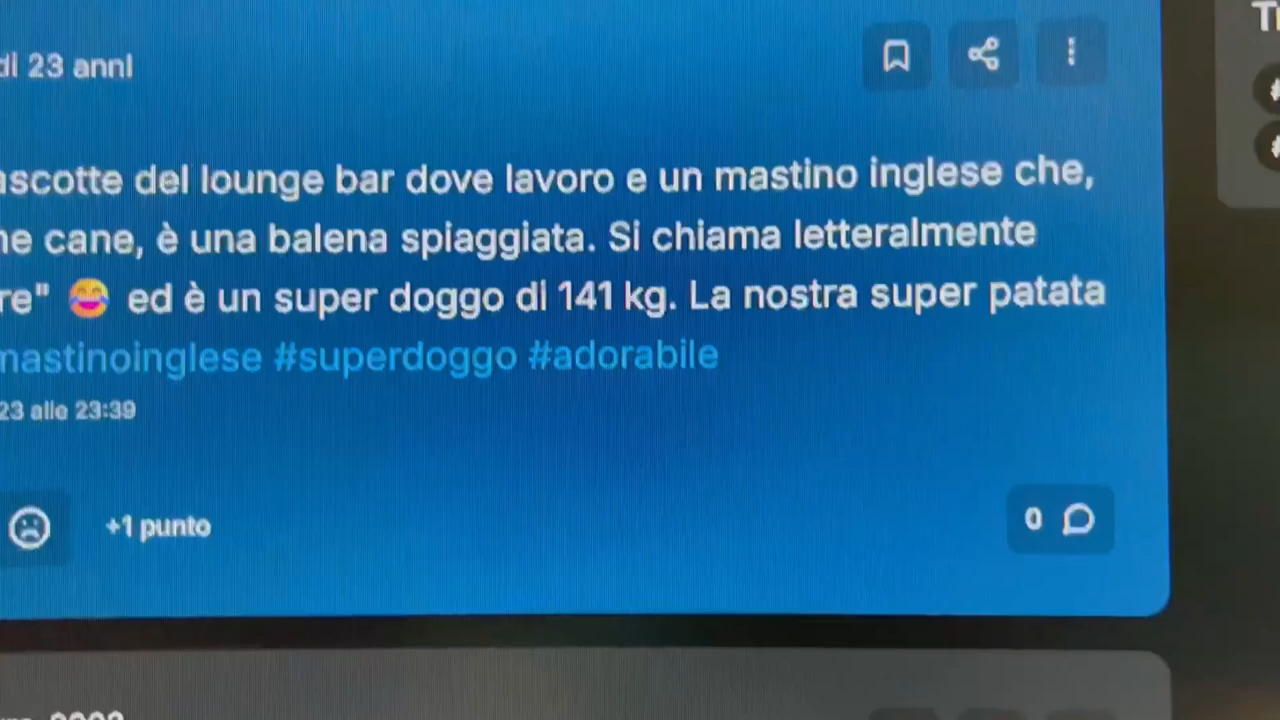 di 23 anni
ascotte del lounge bar dove lavoro e un mastino inglese che,
ne cane, è una balena spiaggiata. Si chiama letteralmente
re" 😂 ed è un super doggo di 141 kg. La nostra super patata
mastinoinglese #superdoggo #adorabile
23 alle 23:39
+1 punto
0